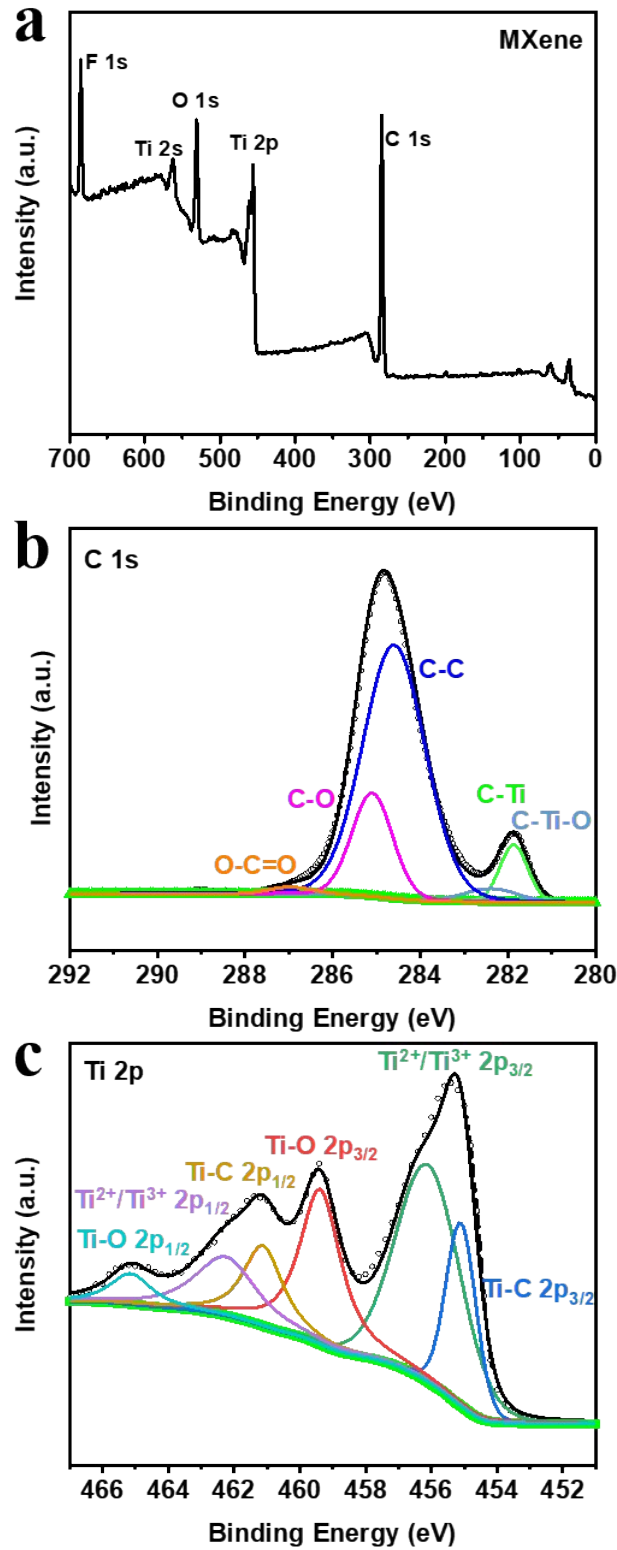 a
MXene
F 1s
O 1s
Ti 2s
Ti 2p
C 1s
Intensity (a.u.)
700 600 500 400 300 200 100 0
Binding Energy (eV)
b
C 1s
C-C
C-O
C-Ti
C-Ti-O
O-C=O
Intensity (a.u.)
292 290 288 286 284 282 280
Binding Energy (eV)
c
Ti 2p
Ti²⁺/Ti³⁺ 2p₃/₂
Ti-O 2p₃/₂
Ti-C 2p₁/₂
Ti²⁺/Ti³⁺ 2p₁/₂
Ti-O 2p₁/₂
Ti-C 2p₃/₂
Intensity (a.u.)
466 464 462 460 458 456 454 452
Binding Energy (eV)